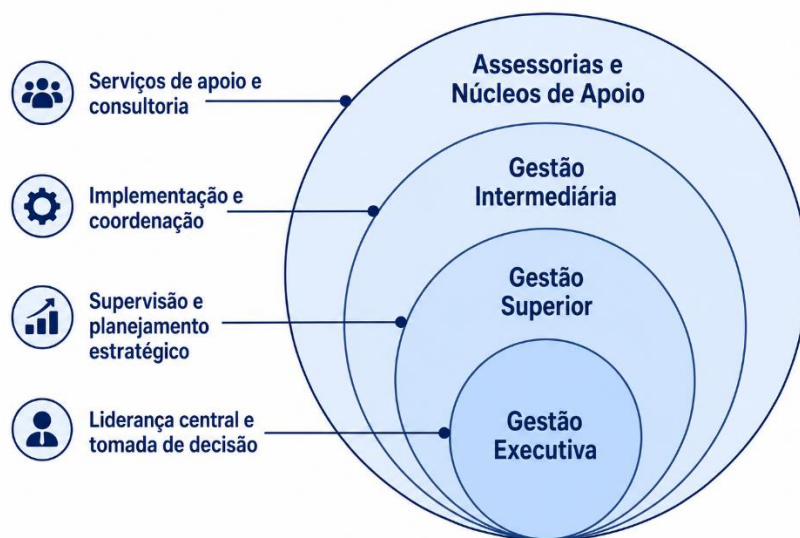 Serviços de apoio e
consultoria
Implementação e
coordenação
Supervisão e
planejamento
estratégico
Liderança central e
tomada de decisão
Assessorias e
Núcleos de Apoio
Gestão
Intermediária
Gestão
Superior
Gestão
Executiva